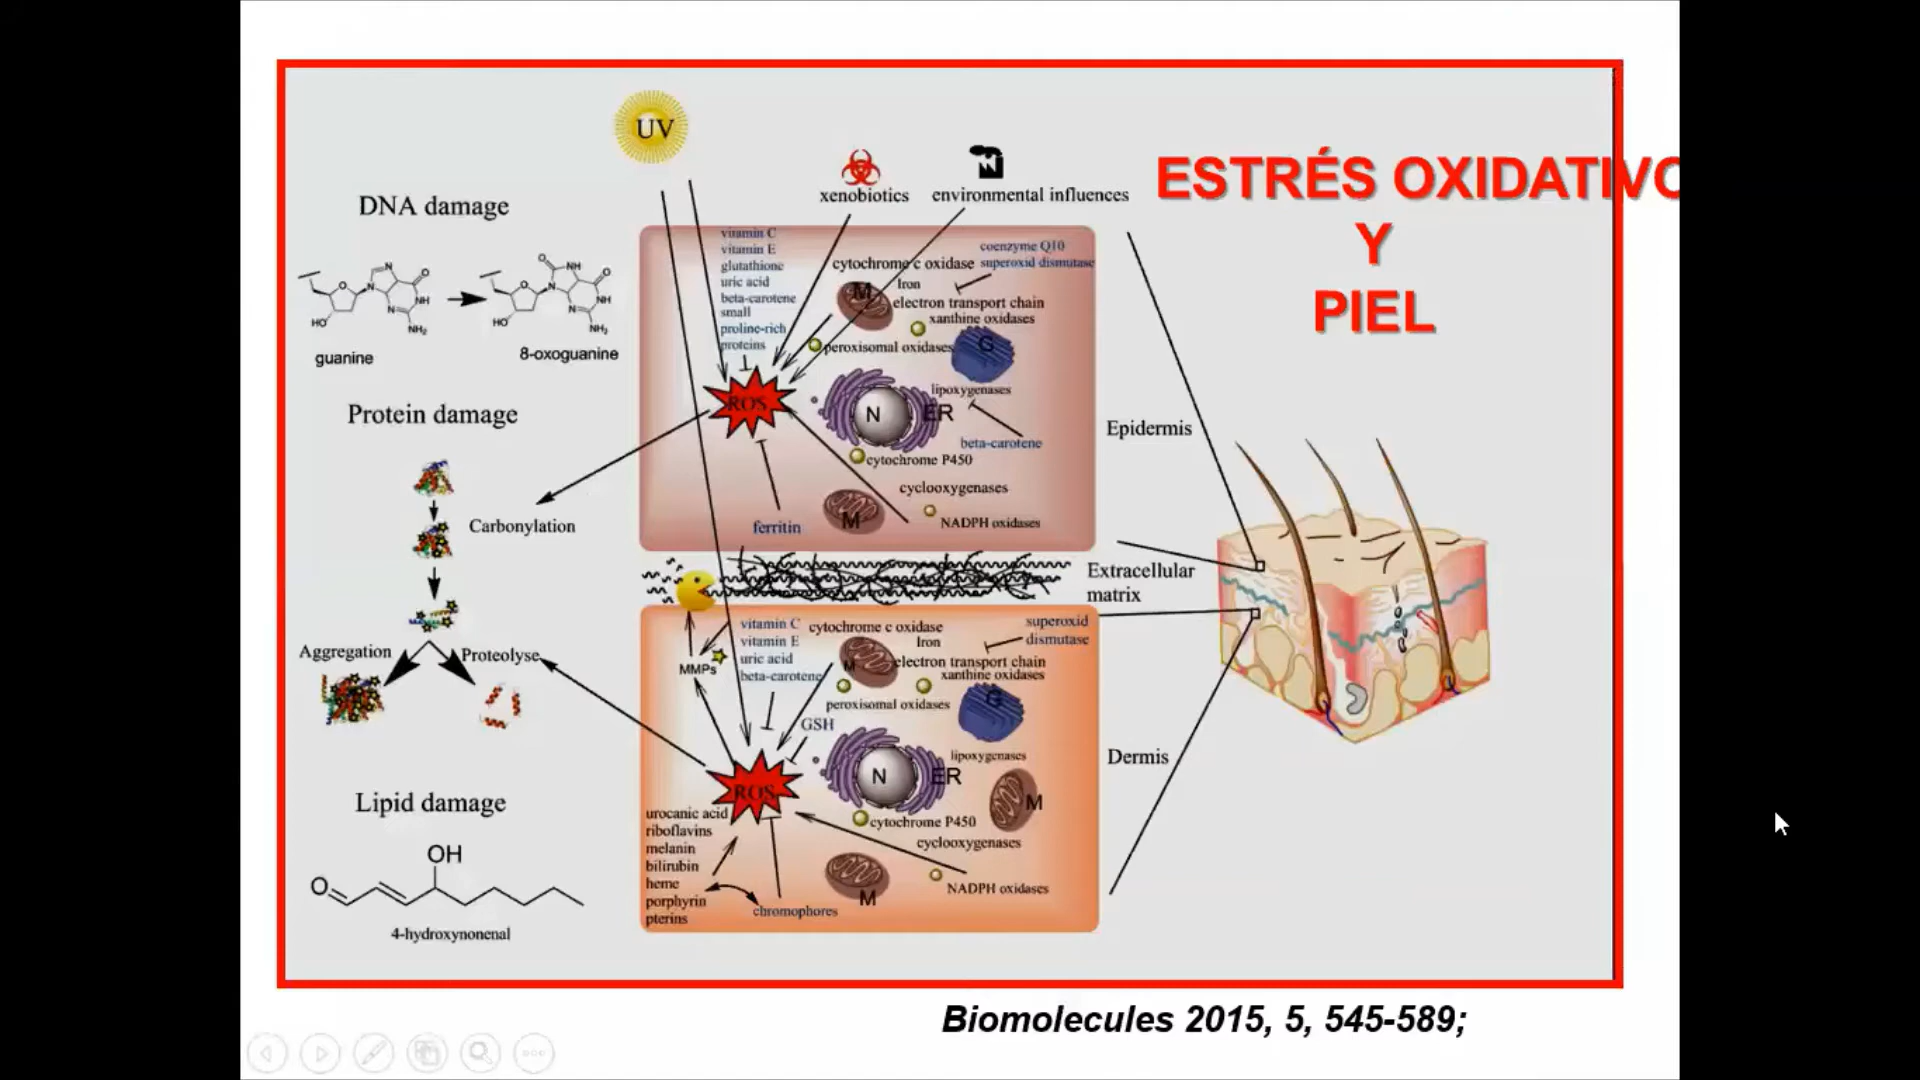 UV
xenobiotics
environmental influences
ESTRÉS OXIDATIVO
Y
PIEL
DNA damage
O
N
NH
N
N
NH₂
O
HO
guanine
O
NH
O
N
NH
N
NH₂
O
HO
8-oxoguanine
Protein damage
Carbonylation
Aggregation
Proteolyse
Lipid damage
OH
O
4-hydroxynonenal
vitamin C
vitamin E
glutathione
uric acid
beta-carotene
small
proline-rich
proteins
ROS
ferritin
cytochrome c oxidase
coenzyme Q10
superoxid dismutase
M
Iron
electron transport chain
xanthine oxidases
peroxisomal oxidases
G
lipoxygenases
N
ER
beta-carotene
cytochrome P450
cyclooxygenases
M
NADPH oxidases
Epidermis
Extracellular
matrix
MMPs
vitamin C
vitamin E
uric acid
beta-carotene
GSH
ROS
cytochrome c oxidase
superoxid
dismutase
Iron
M
electron transport chain
xanthine oxidases
peroxisomal oxidases
G
lipoxygenases
N
ER
M
cytochrome P450
cyclooxygenases
M
NADPH oxidases
urocanic acid
riboflavins
melanin
bilirubin
heme
porphyrin
pterins
chromophores
Dermis
Biomolecules 2015, 5, 545-589;